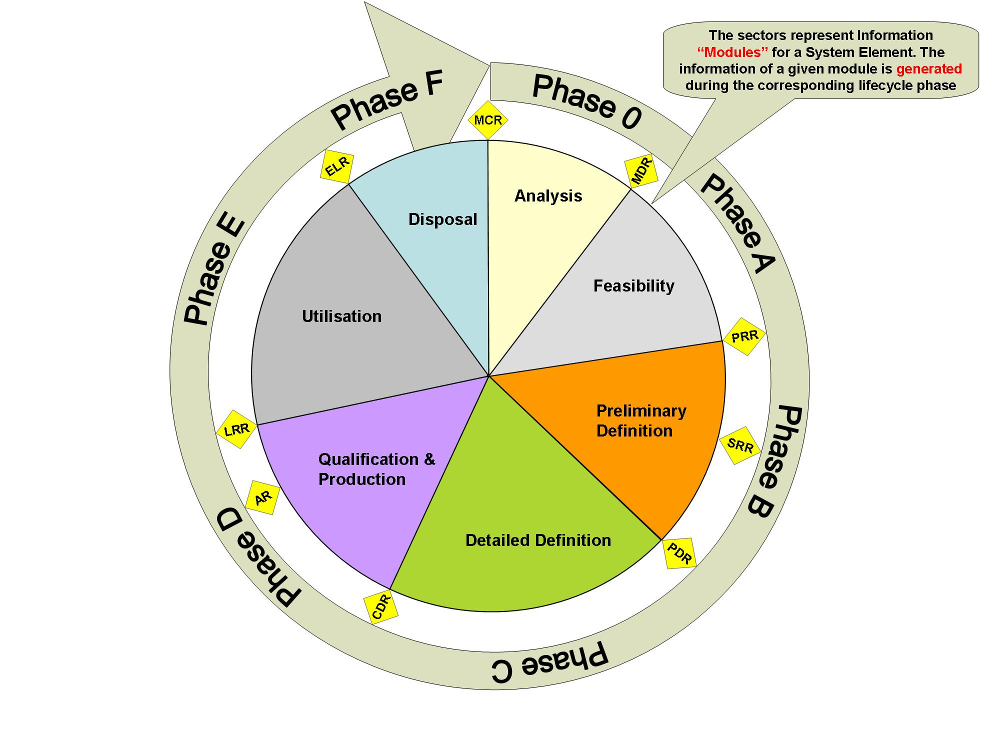 The sectors represent Information
“Modules” for a System Element. The
information of a given module is generated
during the corresponding lifecycle phase
Phase 0
Phase A
Phase B
Phase C
Phase D
Phase E
Phase F
MCR
MDR
PRR
SRR
PDR
CDR
AR
LRR
ELR
Analysis
Feasibility
Preliminary
Definition
Detailed Definition
Qualification &
Production
Utilisation
Disposal